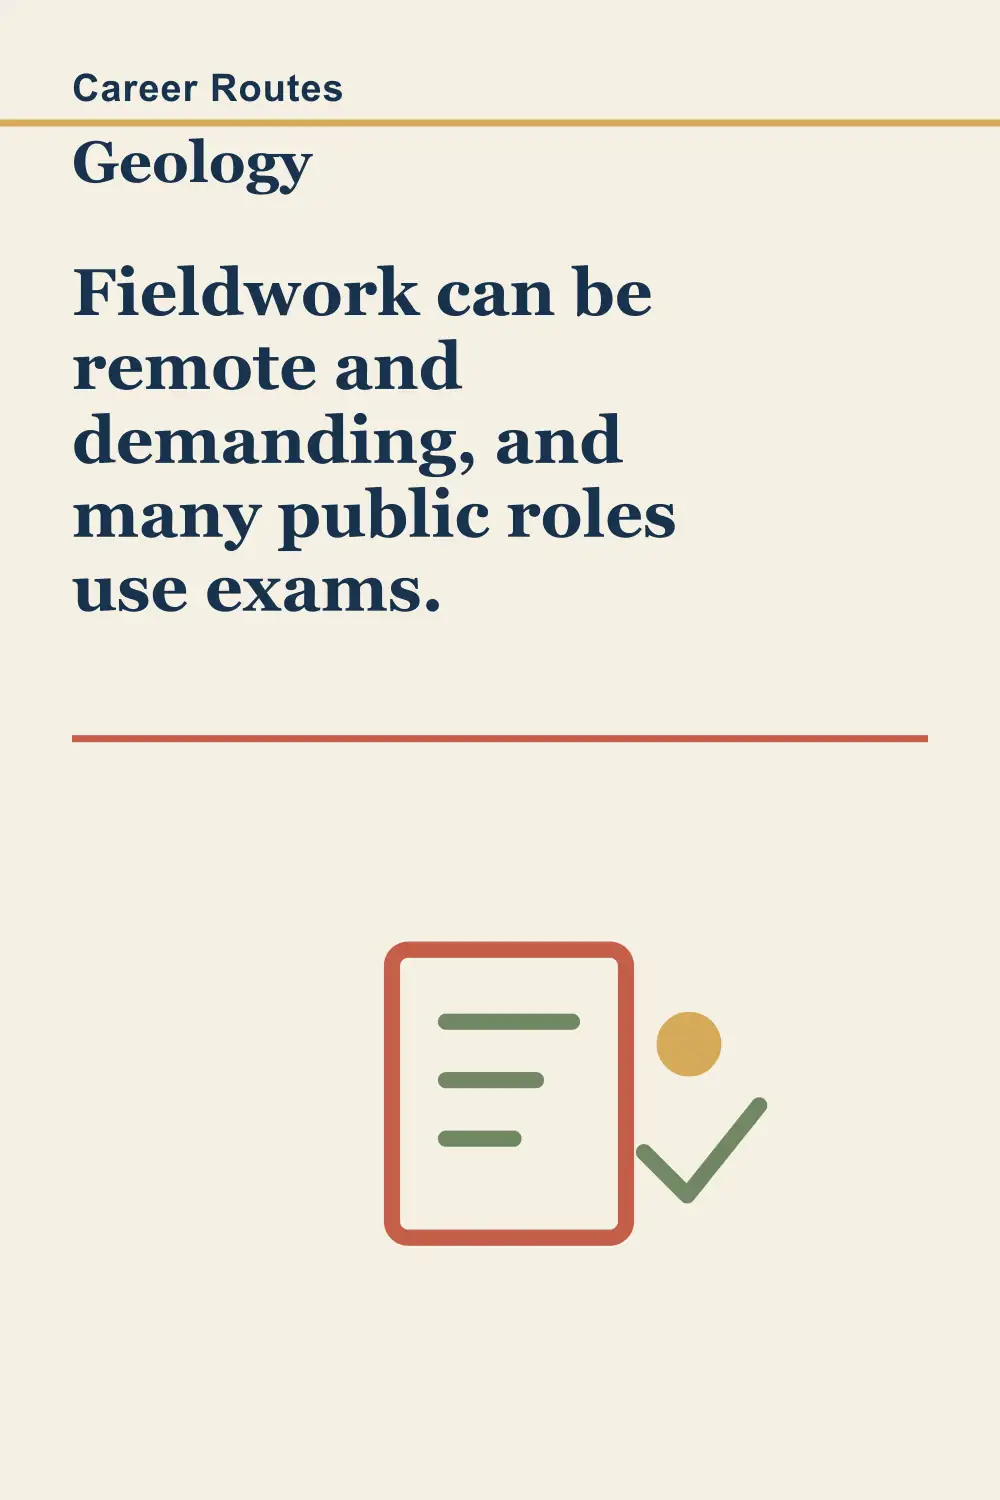 Career Routes
Geology
Fieldwork can be
remote and
demanding, and
many public roles
use exams.